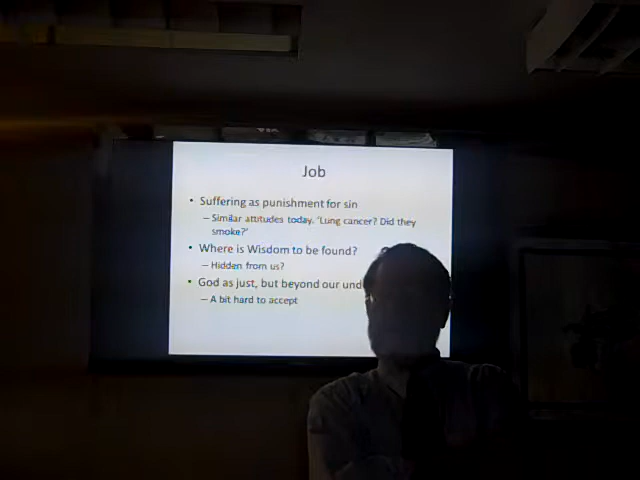 Job
• Suffering as punishment for sin
– Similar attitudes today. 'Lung cancer? Did they
smoke?'
• Where is Wisdom to be found?
– Hidden from us?
• God as just, but beyond our
– A bit hard to accept